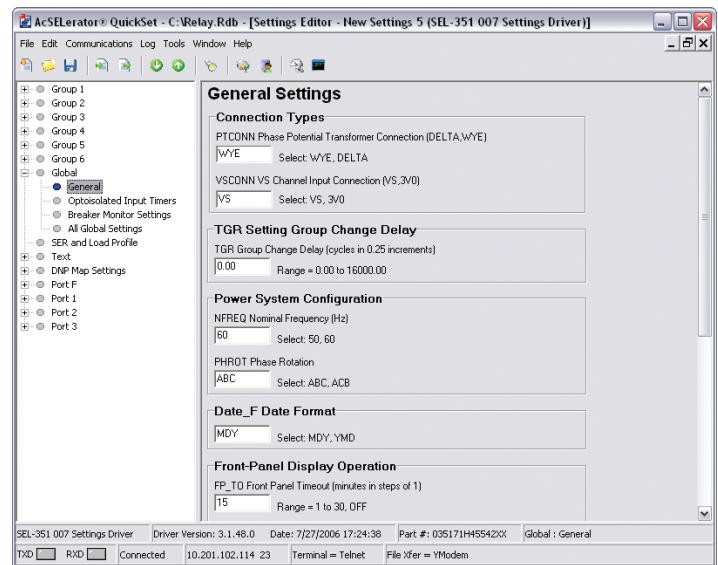 AcSELerator® QuickSet - C:\Relay.Rdb - [Settings Editor - New Settings 5 (SEL-351 007 Settings Driver)]
File Edit Communications Log Tools Window Help
Group 1
Group 2
Group 3
Group 4
Group 5
Group 6
Global
General
Optoisolated Input Timers
Breaker Monitor Settings
All Global Settings
SER and Load Profile
Text
DNP Map Settings
Port F
Port 1
Port 2
Port 3
General Settings
Connection Types
PTCONN Phase Potential Transformer Connection (DELTA,WYE)
WYE Select: WYE, DELTA
VSCONN VS Channel Input Connection (VS,3V0)
VS Select: VS, 3V0
TGR Setting Group Change Delay
TGR Group Change Delay (cycles in 0.25 increments)
0.00 Range = 0.00 to 16000.00
Power System Configuration
NFREQ Nominal Frequency (Hz)
60 Select: 50, 60
PHROT Phase Rotation
ABC Select: ABC, ACB
Date_F Date Format
MDY Select: MDY, YMD
Front-Panel Display Operation
FP_TO Front Panel Timeout (minutes in steps of 1)
15 Range = 1 to 30, OFF
SEL-351 007 Settings Driver Driver Version: 3.1.48.0 Date: 7/27/2006 17:24:38 Part #: 035171H45542XX Global : General
TXD RXD Connected 10.201.102.114 23 Terminal = Telnet File Xfer = YModem